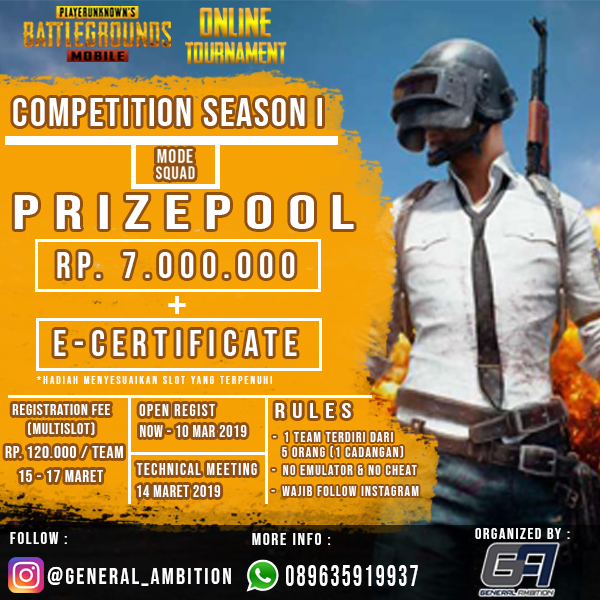 PLAYERUNKNOWN'S
BATTLEGROUNDS
MOBILE
ONLINE
TOURNAMENT
COMPETITION SEASON I
MODE
SQUAD
PRIZEPOOL
RP. 7.000.000
+
E-CERTIFICATE
*HADIAH MENYESUAIKAN SLOT YANG TERPENUHI
REGISTRATION FEE
(MULTISLOT)
RP. 120.000 / TEAM
15 - 17 MARET
OPEN REGIST
NOW - 10 MAR 2019
TECHNICAL MEETING
14 MARET 2019
RULES
- 1 TEAM TERDIRI DARI
5 ORANG (1 CADANGAN)
- NO EMULATOR & NO CHEAT
- WAJIB FOLLOW INSTAGRAM
FOLLOW :
@GENERAL_AMBITION
MORE INFO :
089635919937
ORGANIZED BY :
GA
GENERAL AMBITION